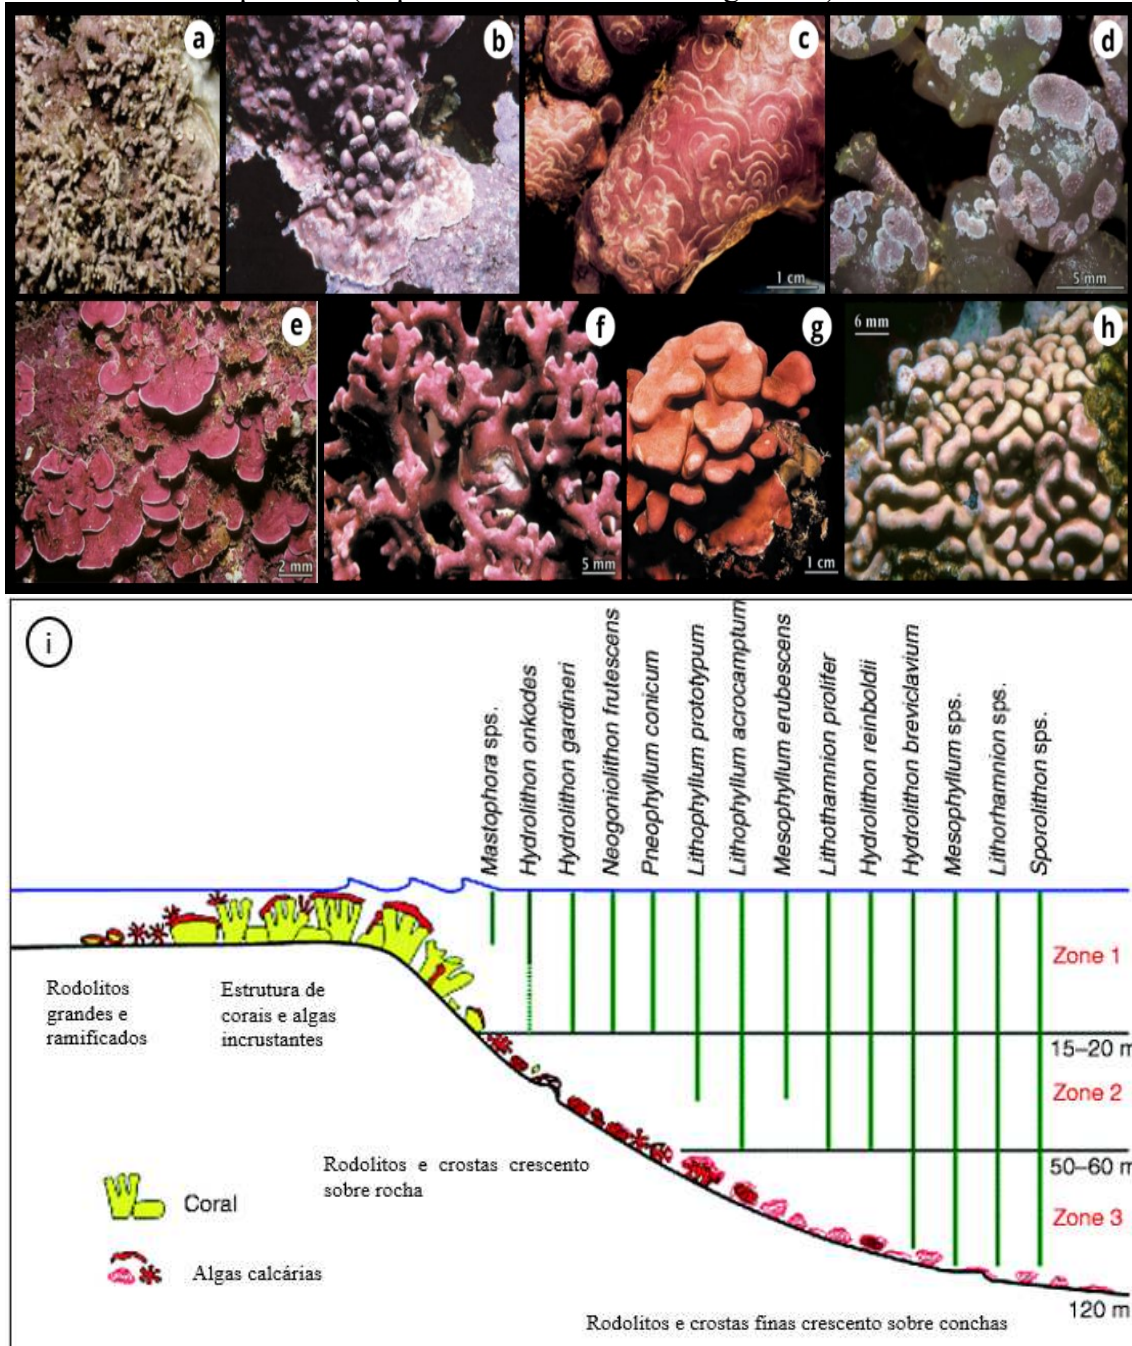 a
b
c
d
1 cm
5 mm
e
f
g
h
6 mm
2 mm
5 mm
1 cm
i
Mastophora sps.
Hydrolithon onkodes
Hydrolithon gardineri
Neogoniolithon frutescens
Pneophyllum conicum
Lithophyllum prototypum
Lithophyllum acrocamptum
Mesophyllum erubescens
Lithothamnion prolifer
Hydrolithon reinboldii
Hydrolithon breviclavium
Mesophyllum sps.
Lithorhamnion sps.
Sporolithon sps.
Zone 1
Rodolitos
grandes e
ramificados
Estrutura de
corais e algas
incrustantes
15–20 m
Zone 2
Rodolitos e crostas crescento
sobre rocha
50–60 m
Zone 3
Coral
Algas calcárias
120 m
Rodolitos e crostas finas crescento sobre conchas